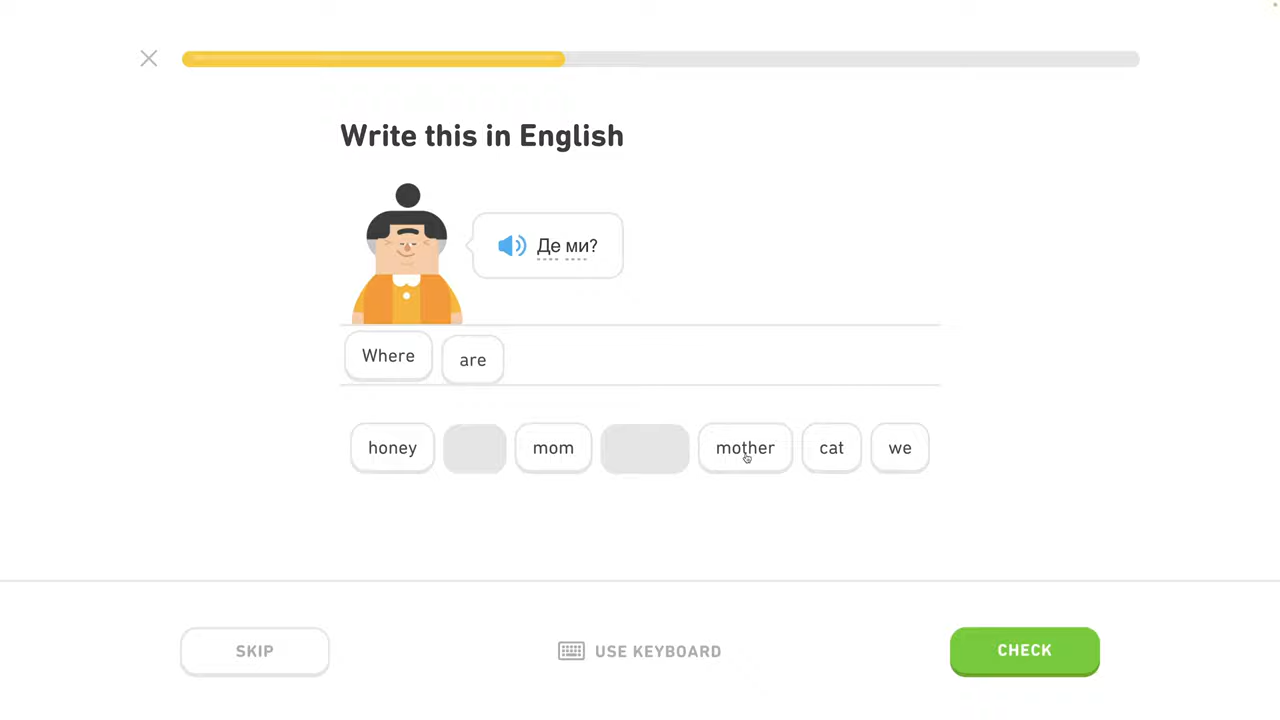 Write this in English
Де ми?
Where are
honey mom mother cat we
SKIP USE KEYBOARD CHECK